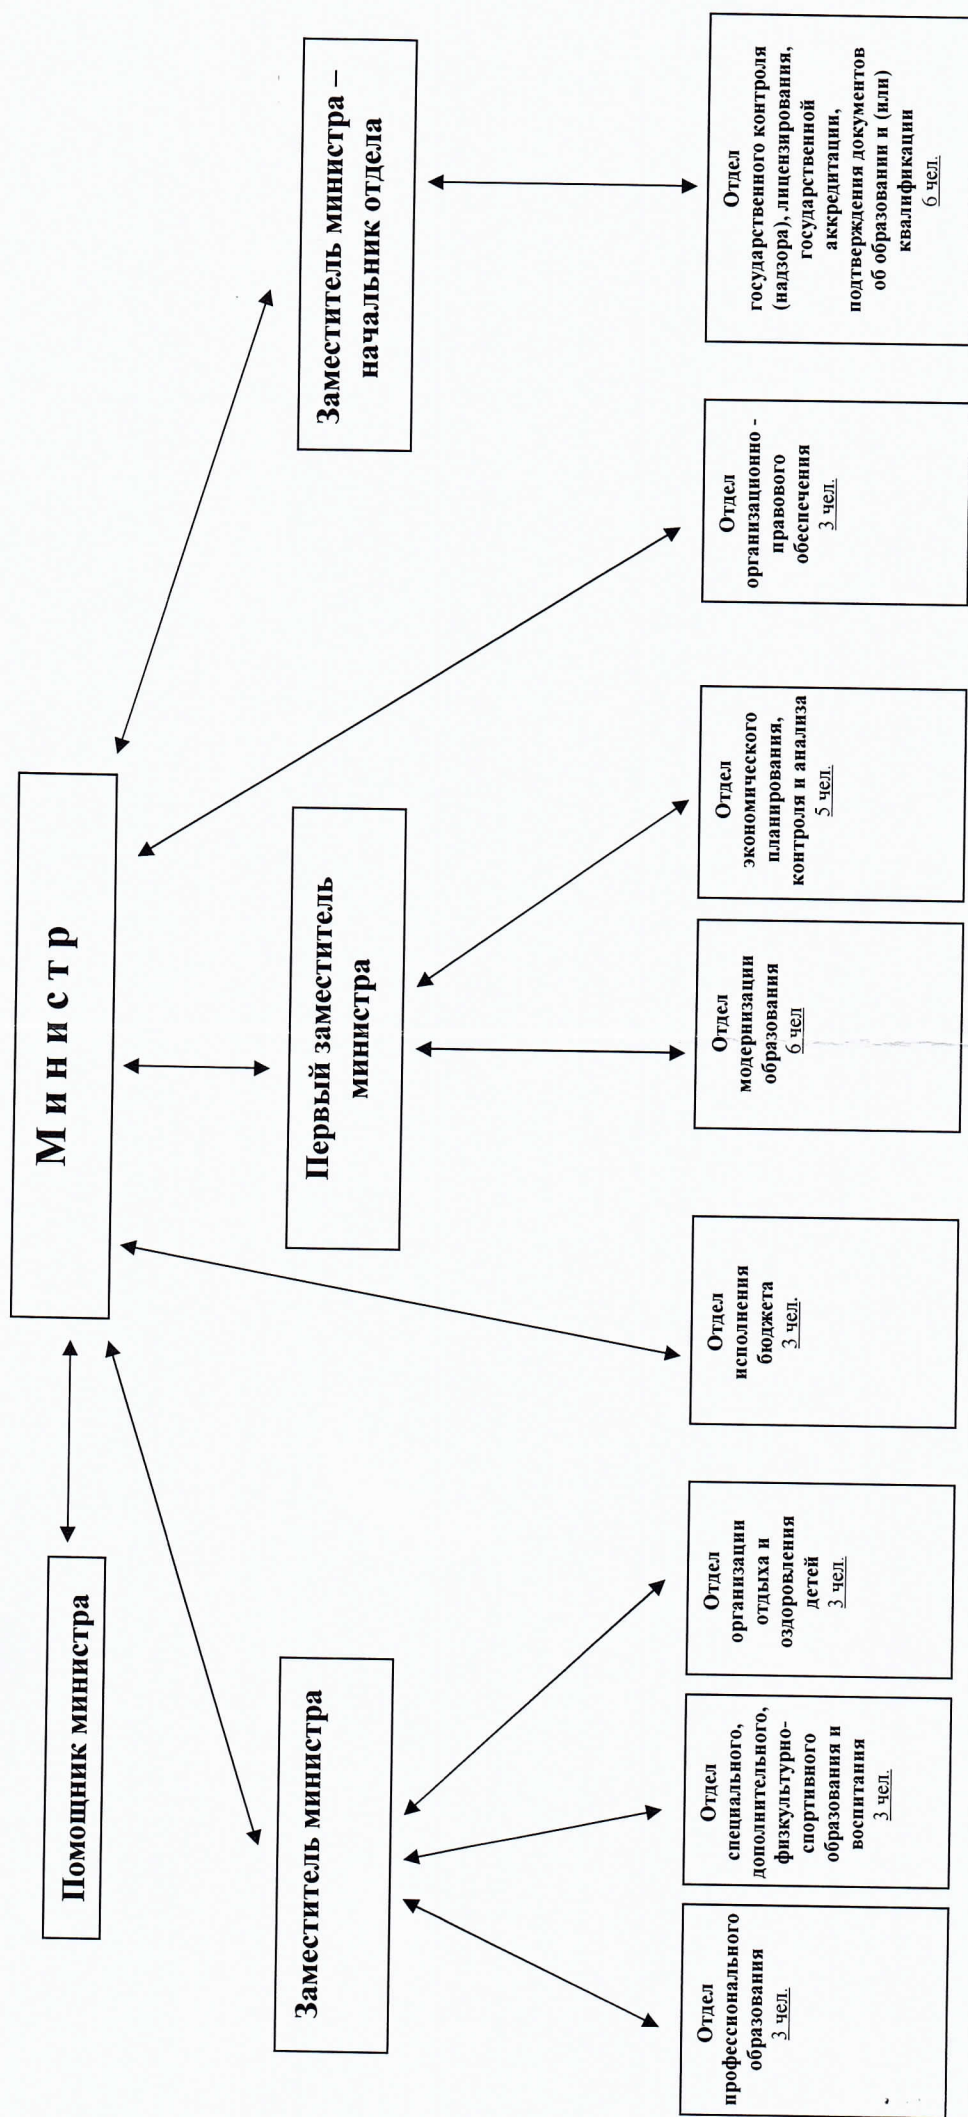 Министр
Помощник министра
Заместитель министра
Первый заместитель
министра
Заместитель министра –
начальник отдела
Отдел
профессионального
образования
3 чел.
Отдел
специального,
дополнительного,
физкультурно-
спортивного
образования и
воспитания
3 чел.
Отдел
организации
отдыха и
оздоровления
детей
3 чел.
Отдел
исполнения
бюджета
3 чел.
Отдел
модернизации
образования
6 чел
Отдел
экономического
планирования,
контроля и анализа
5 чел.
Отдел
организационно -
правового
обеспечения
3 чел.
Отдел
государственного контроля
(надзора), лицензирования,
государственной
аккредитации,
подтверждения документов
об образовании и (или)
квалификации
6 чел.